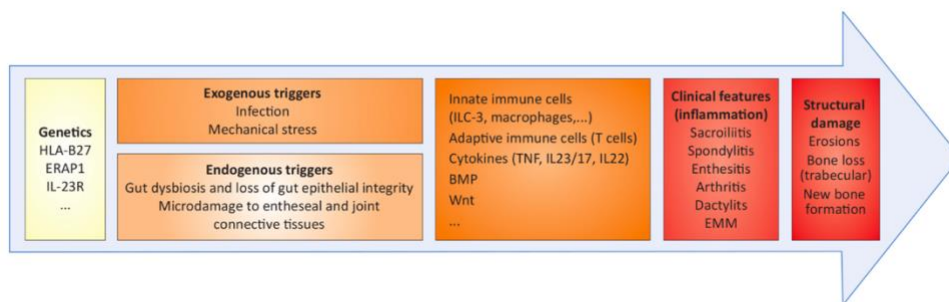 Genetics
HLA-B27
ERAP1
IL-23R
...
Exogenous triggers
Infection
Mechanical stress
Endogenous triggers
Gut dysbiosis and loss of gut epithelial integrity
Microdamage to entheseal and joint
connective tissues
Innate immune cells
(ILC-3, macrophages,...)
Adaptive immune cells (T cells)
Cytokines (TNF, IL23/17, IL22)
BMP
Wnt
...
Clinical features
(inflammation)
Sacroiliitis
Spondylitis
Enthesitis
Arthritis
Dactylits
EMM
Structural
damage
Erosions
Bone loss
(trabecular)
New bone
formation